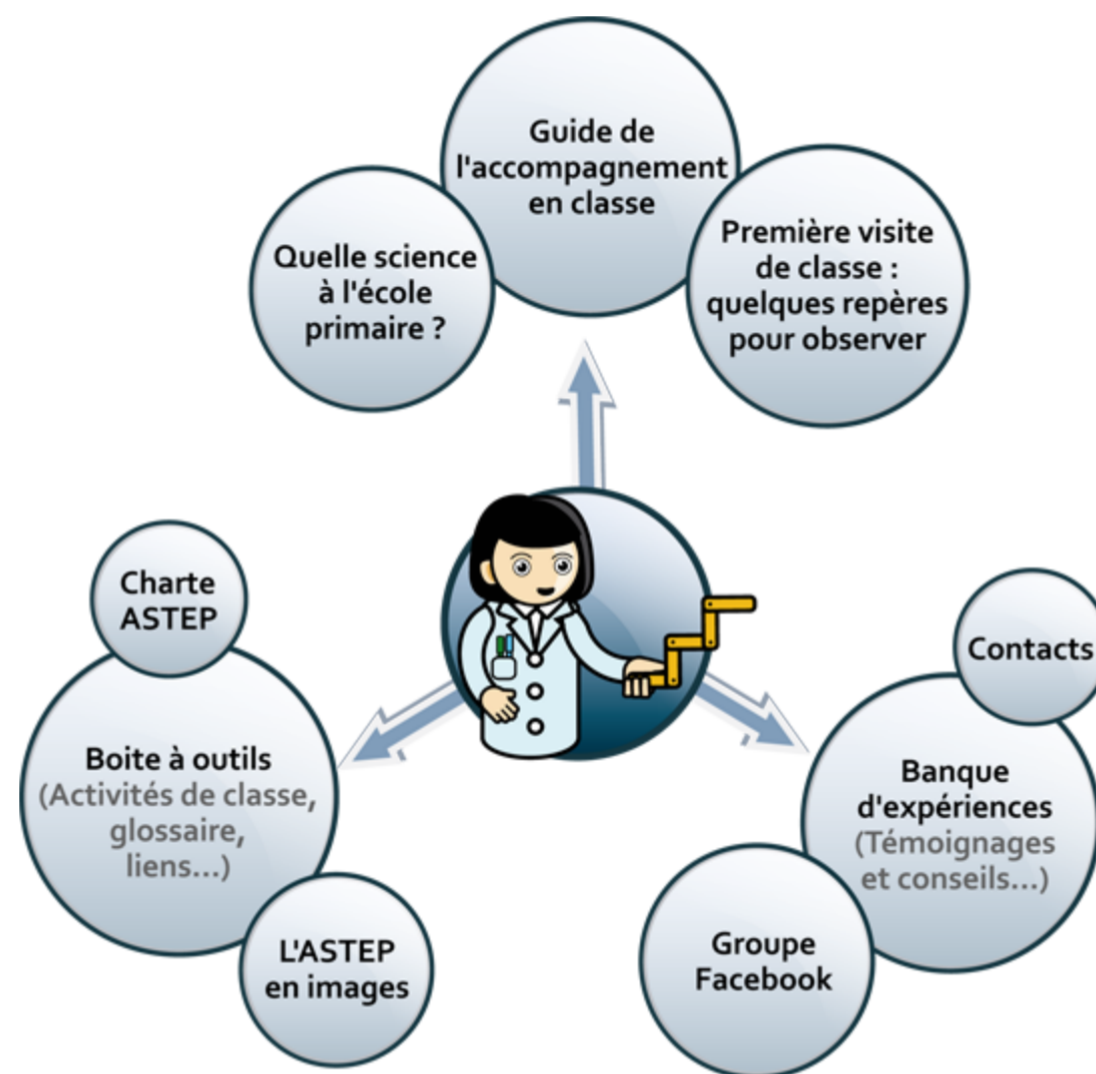 Guide de
l'accompagnement
en classe
Quelle science
à l'école
primaire ?
Première visite
de classe :
quelques repères
pour observer
Charte
ASTEP
Boite à outils
(Activités de classe,
glossaire,
liens...)
L'ASTEP
en images
Contacts
Banque
d'expériences
(Témoignages
et conseils...)
Groupe
Facebook